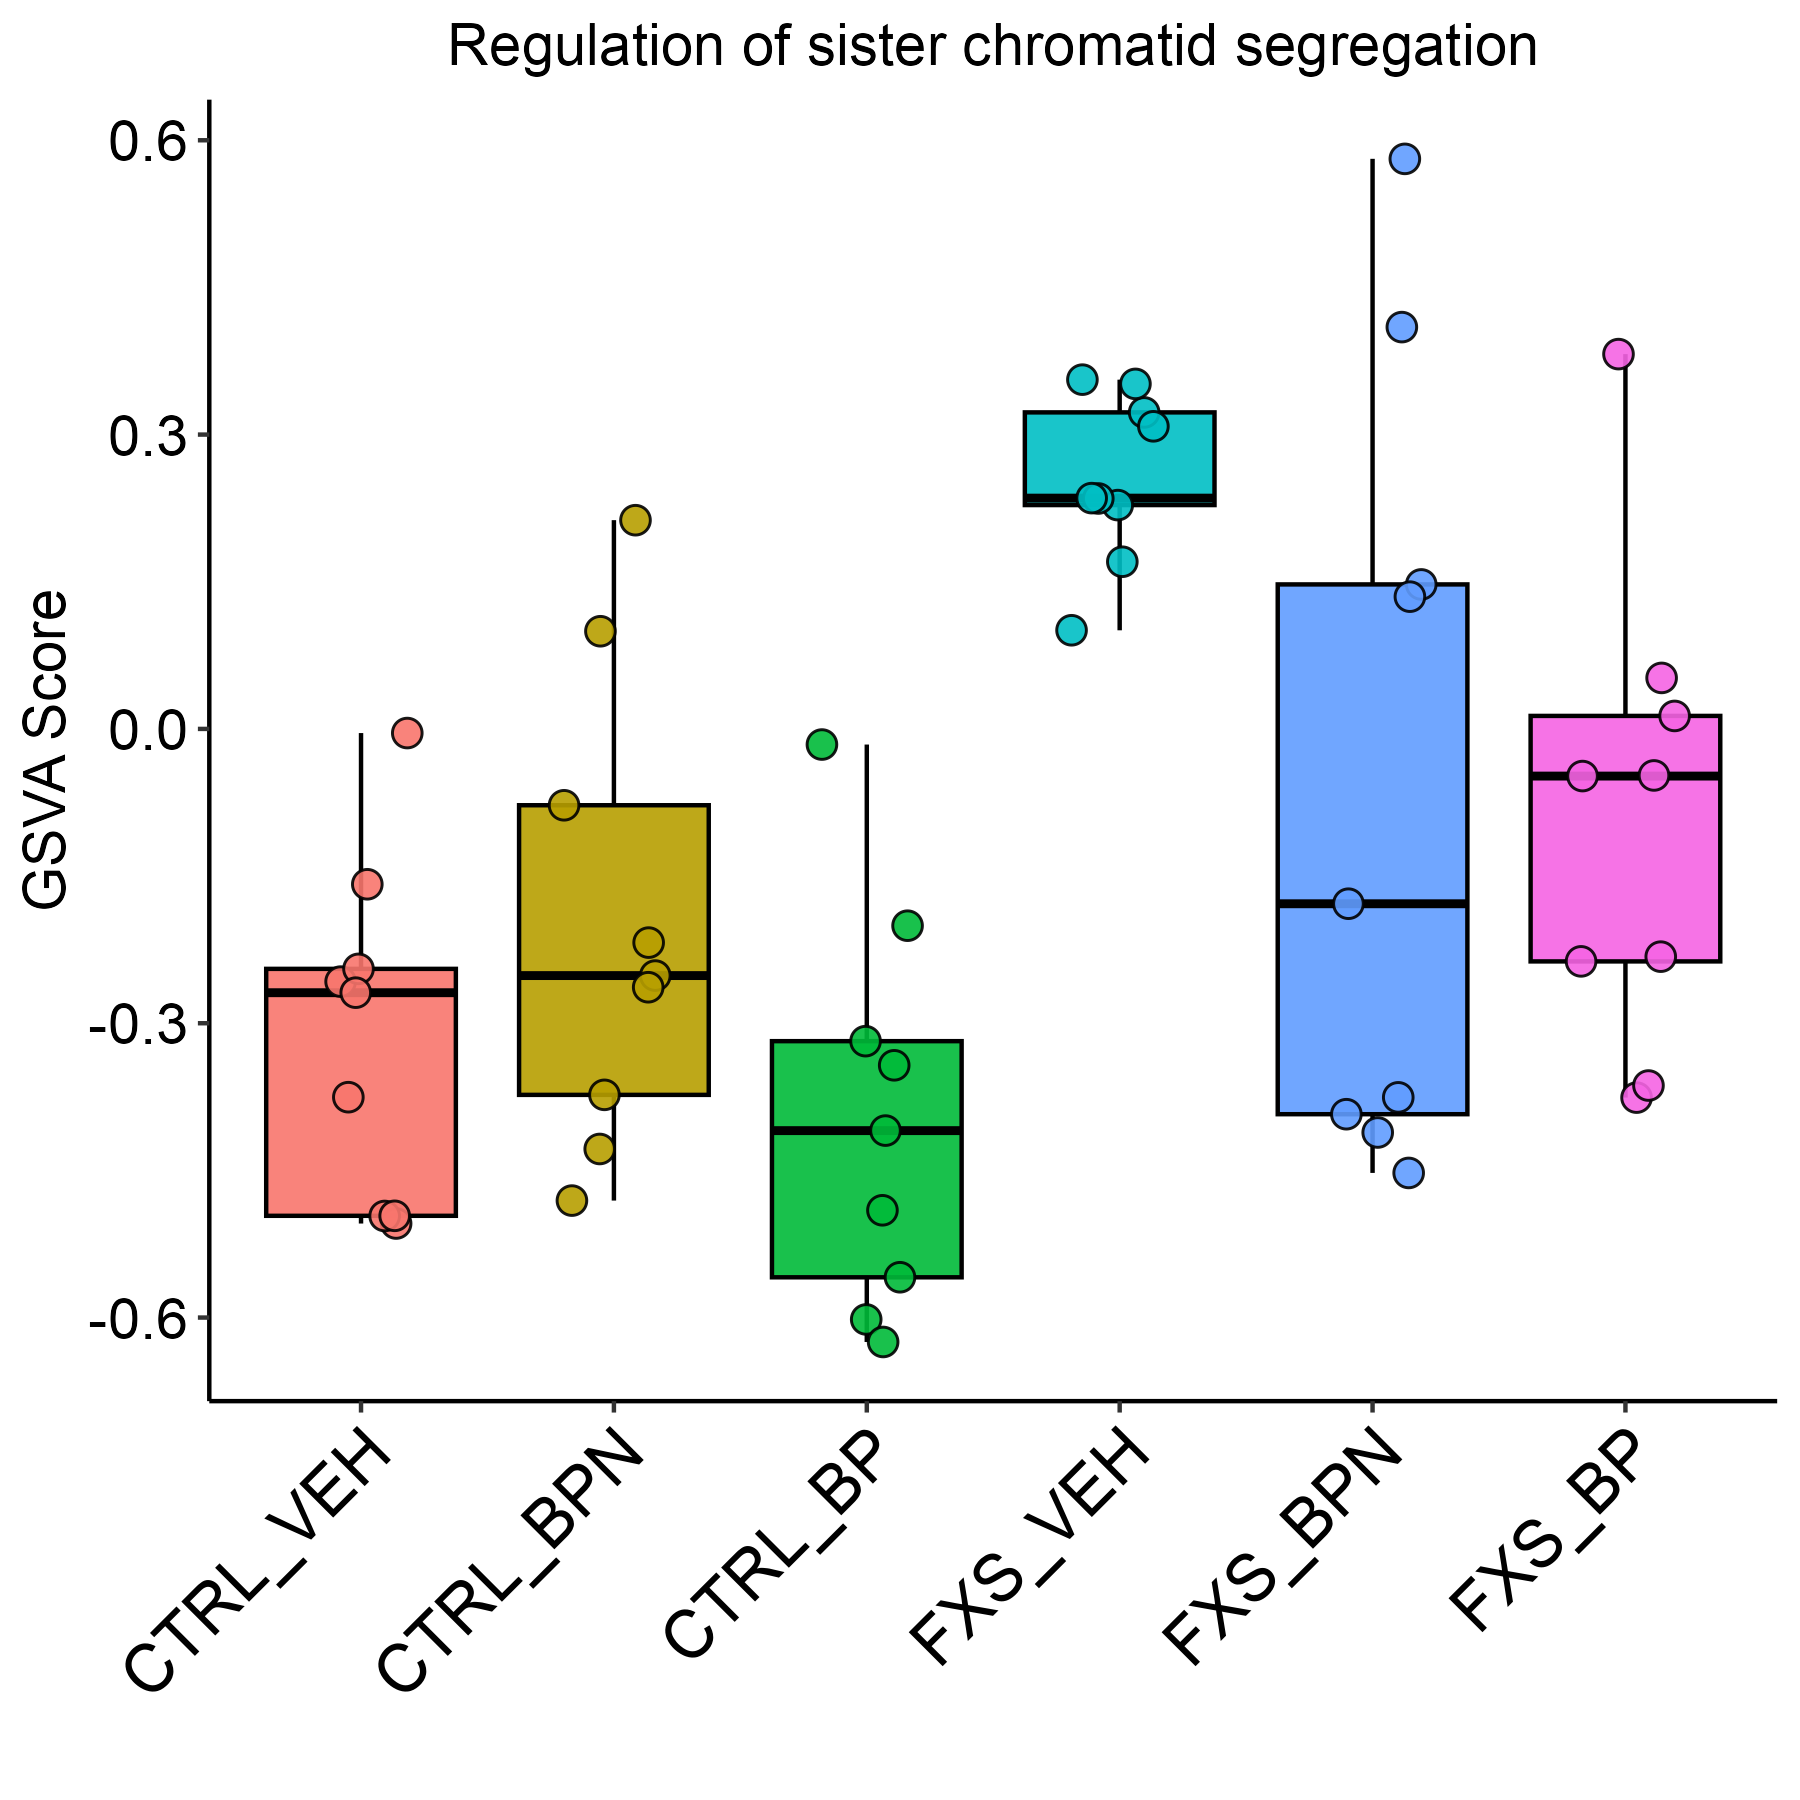 Regulation of sister chromatid segregation
GSVA Score
0.6
0.3
0.0
-0.3
-0.6
CTRL_VEH
CTRL_BPN
CTRL_BP
FXS_VEH
FXS_BPN
FXS_BP